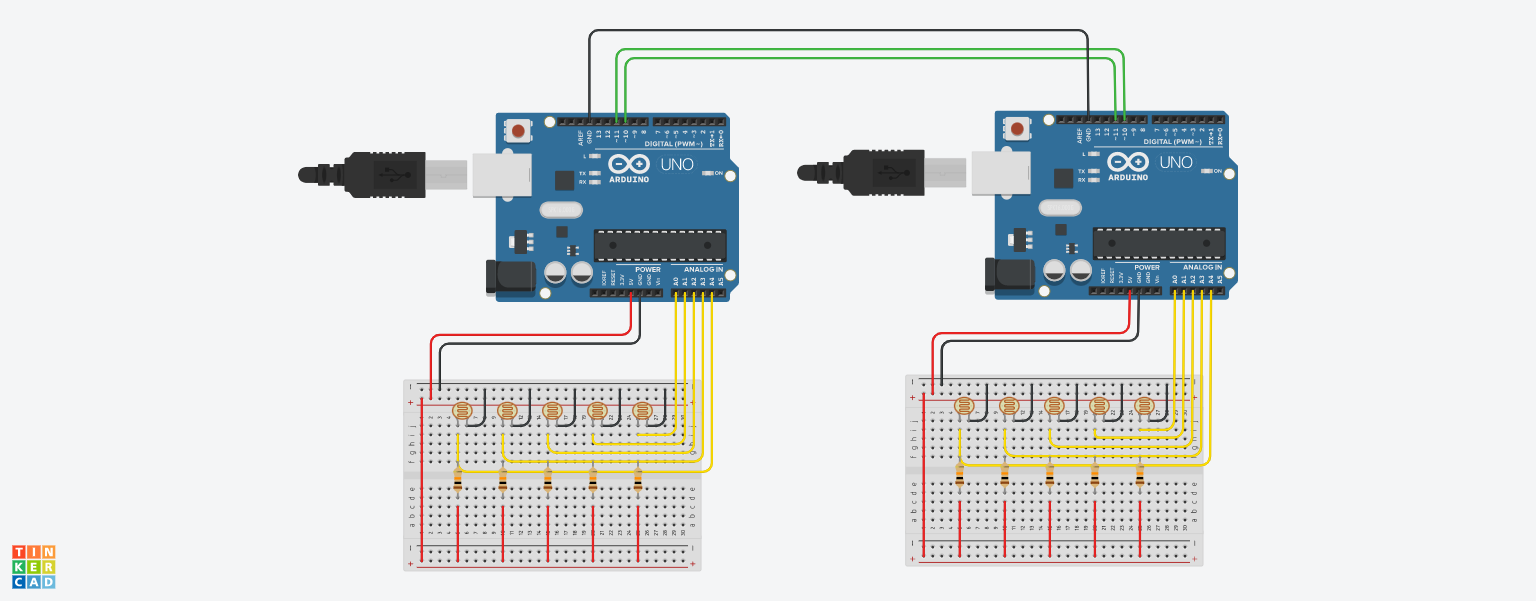 AREF
GND
13
12
~11
~10
~9
8
7
~6
~5
4
~3
2
TX→1
RX←0
DIGITAL (PWM~)
L
TX
RX
ARDUINO
UNO
ON
IOREF
RESET
3.3V
5V
GND
GND
Vin
POWER
ANALOG IN
A0
A1
A2
A3
A4
A5
AREF
GND
13
12
~11
~10
~9
8
7
~6
~5
4
~3
2
TX→1
RX←0
DIGITAL (PWM~)
L
TX
RX
ARDUINO
UNO
ON
IOREF
RESET
3.3V
5V
GND
GND
Vin
POWER
ANALOG IN
A0
A1
A2
A3
A4
A5
j
i
h
g
f
e
d
c
b
a
j
i
h
g
f
e
d
c
b
a
TIN
KER
CAD